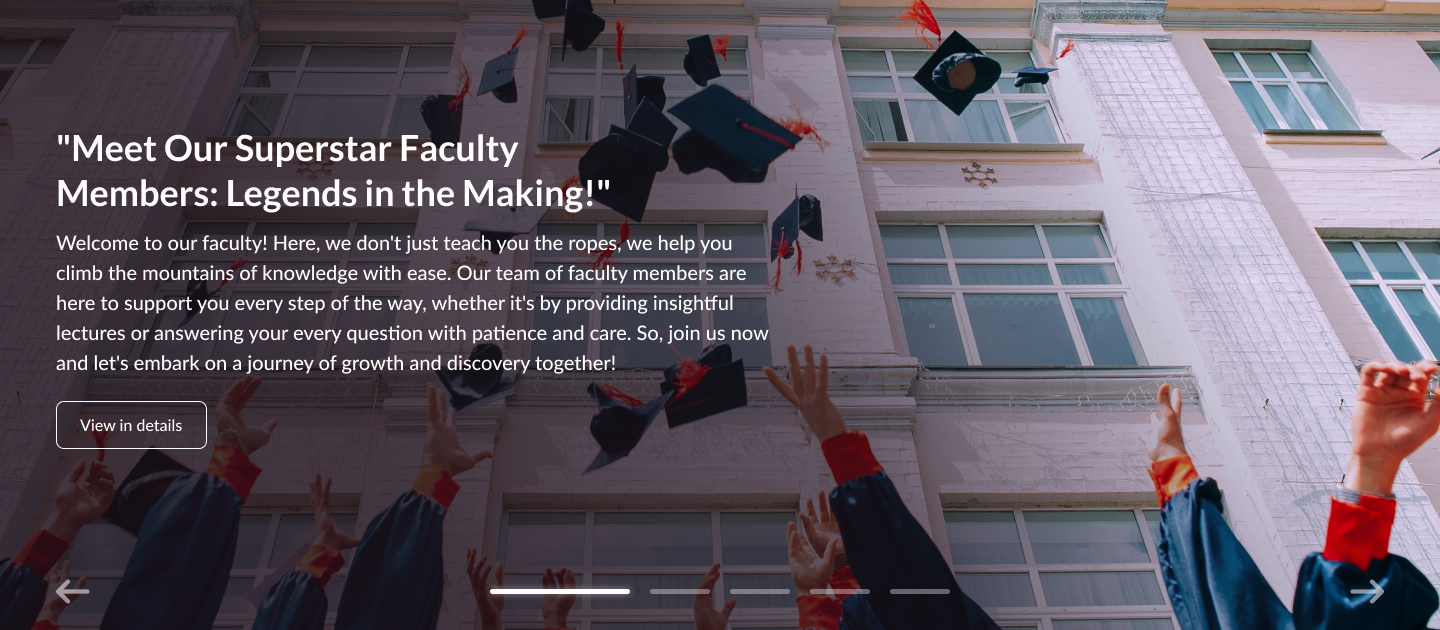 "Meet Our Superstar Faculty
Members: Legends in the Making!"
Welcome to our faculty! Here, we don't just teach you the ropes, we help you
climb the mountains of knowledge with ease. Our team of faculty members are
here to support you every step of the way, whether it's by providing insightful
lectures or answering your every question with patience and care. So, join us now
and let's embark on a journey of growth and discovery together!
View in details